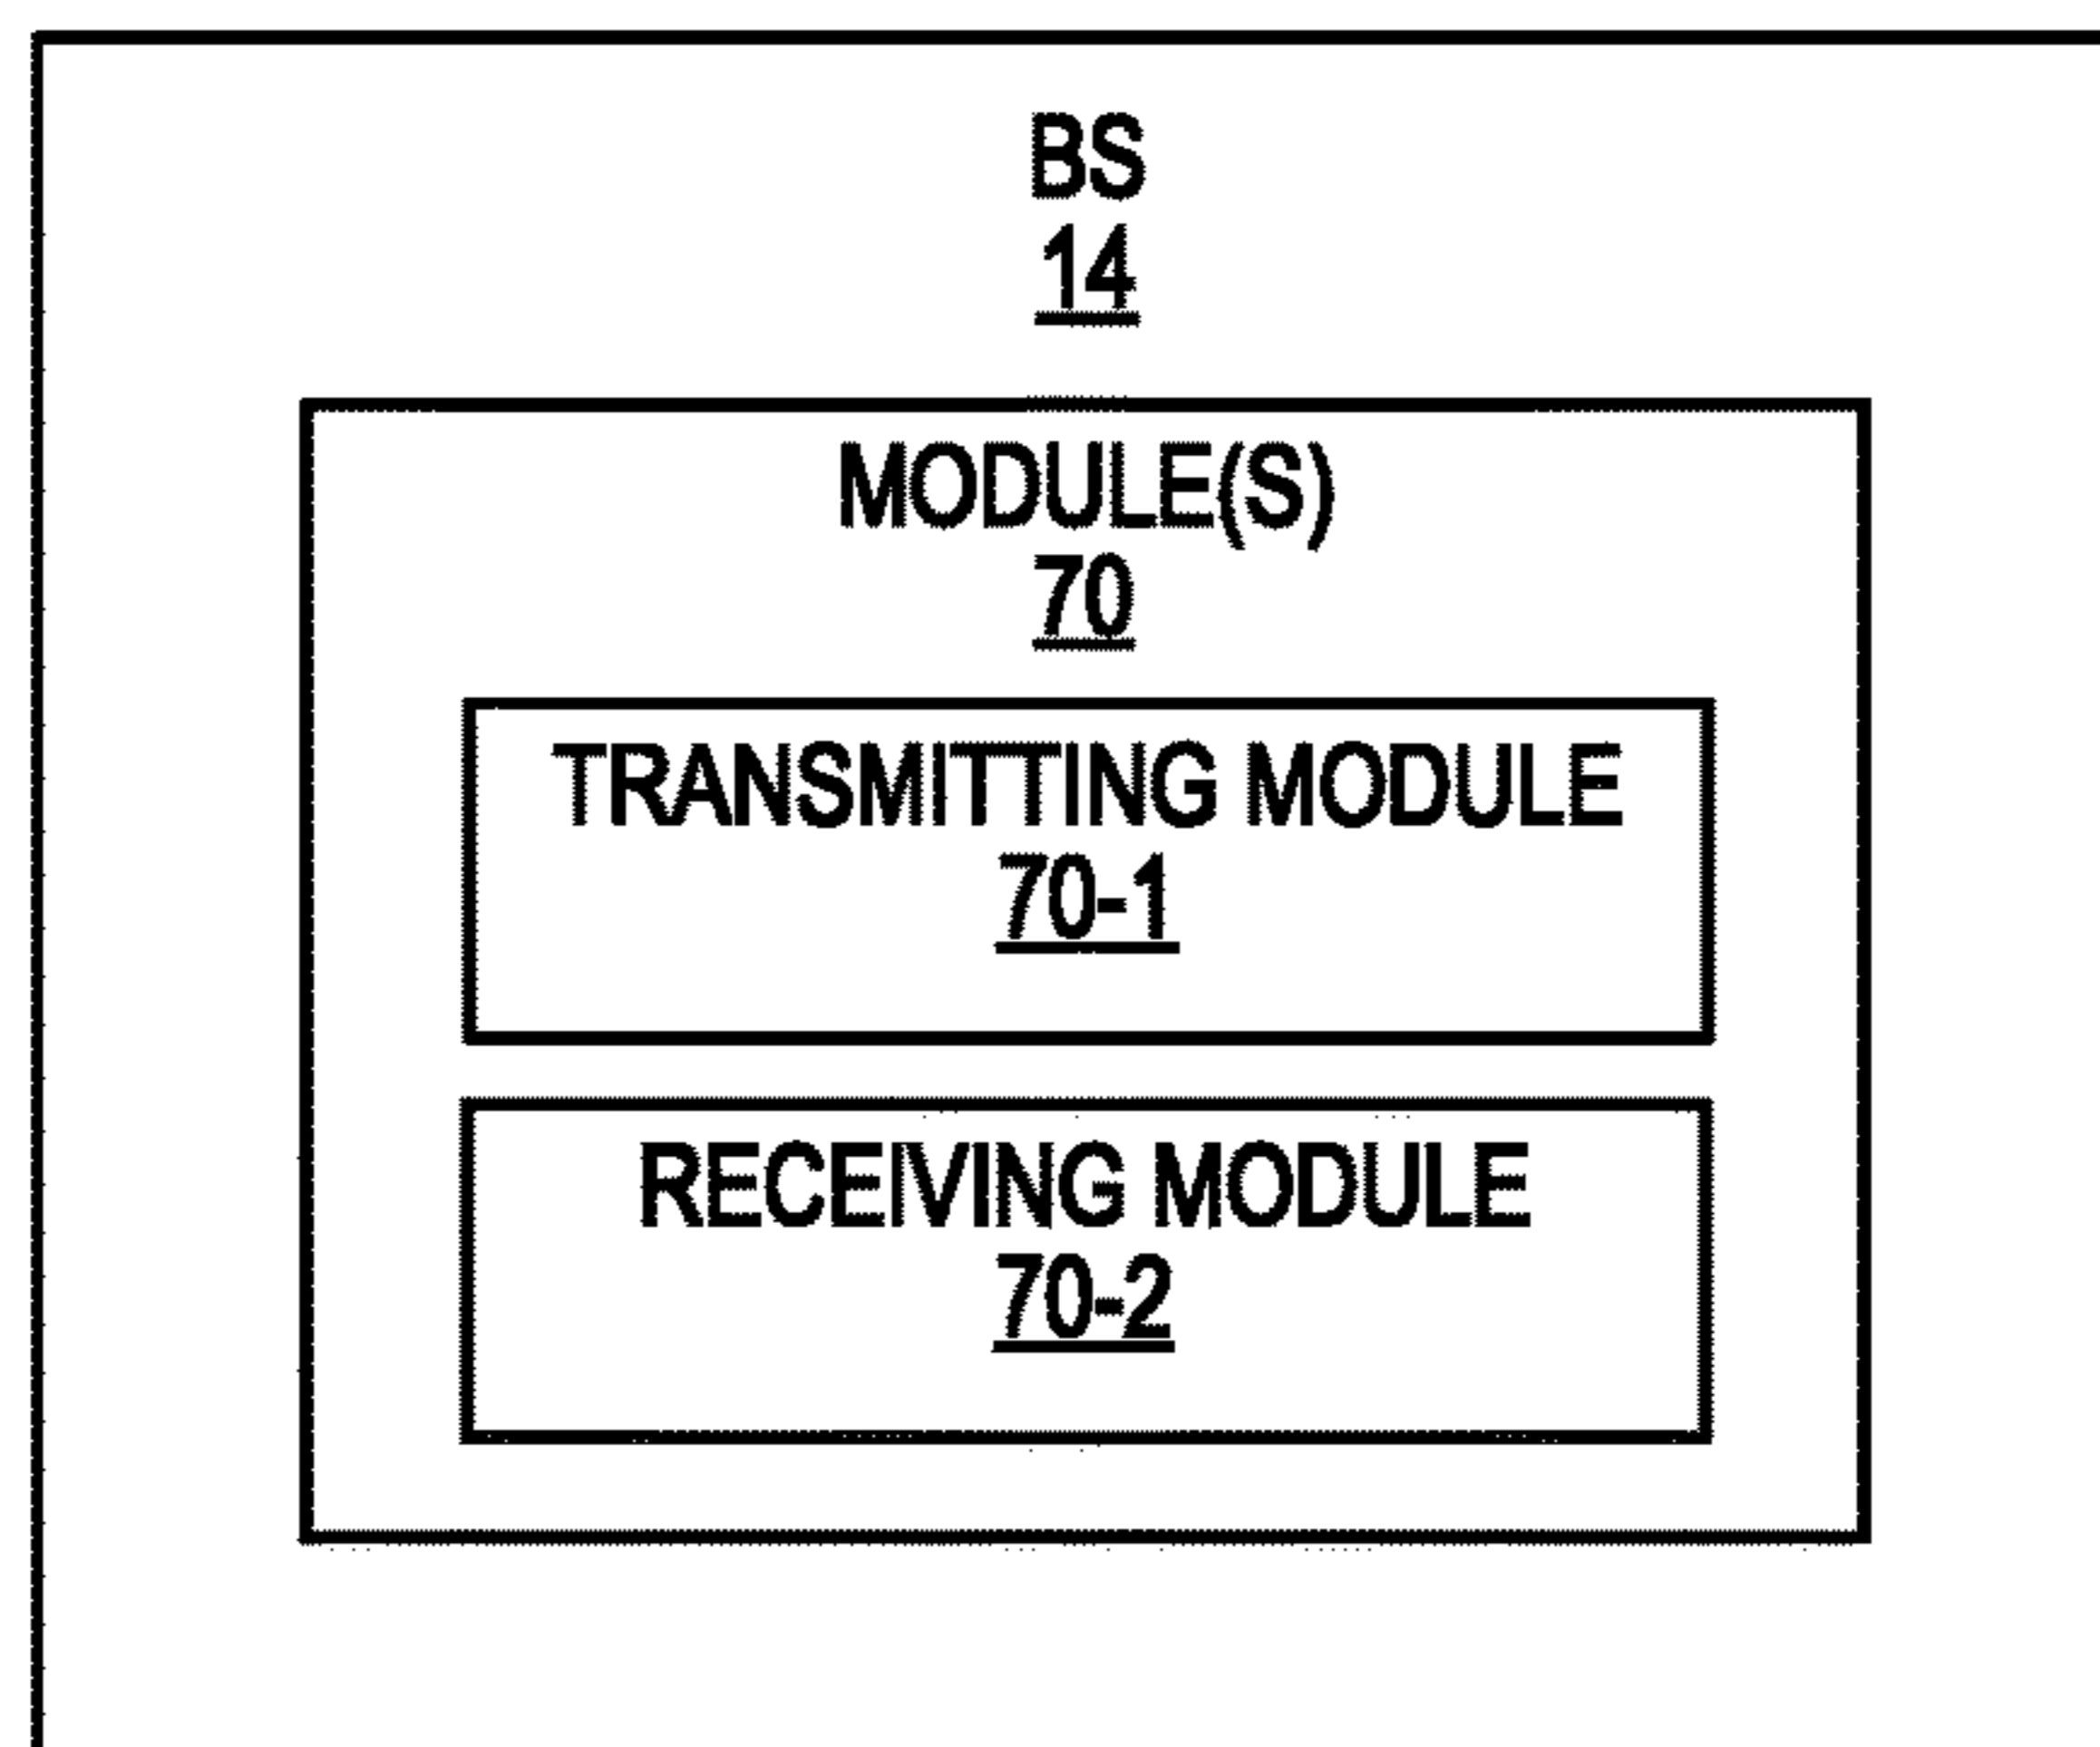 BS
14
MODULE(S)
70
TRANSMITTING MODULE
70-1
RECEIVING MODULE
70-2